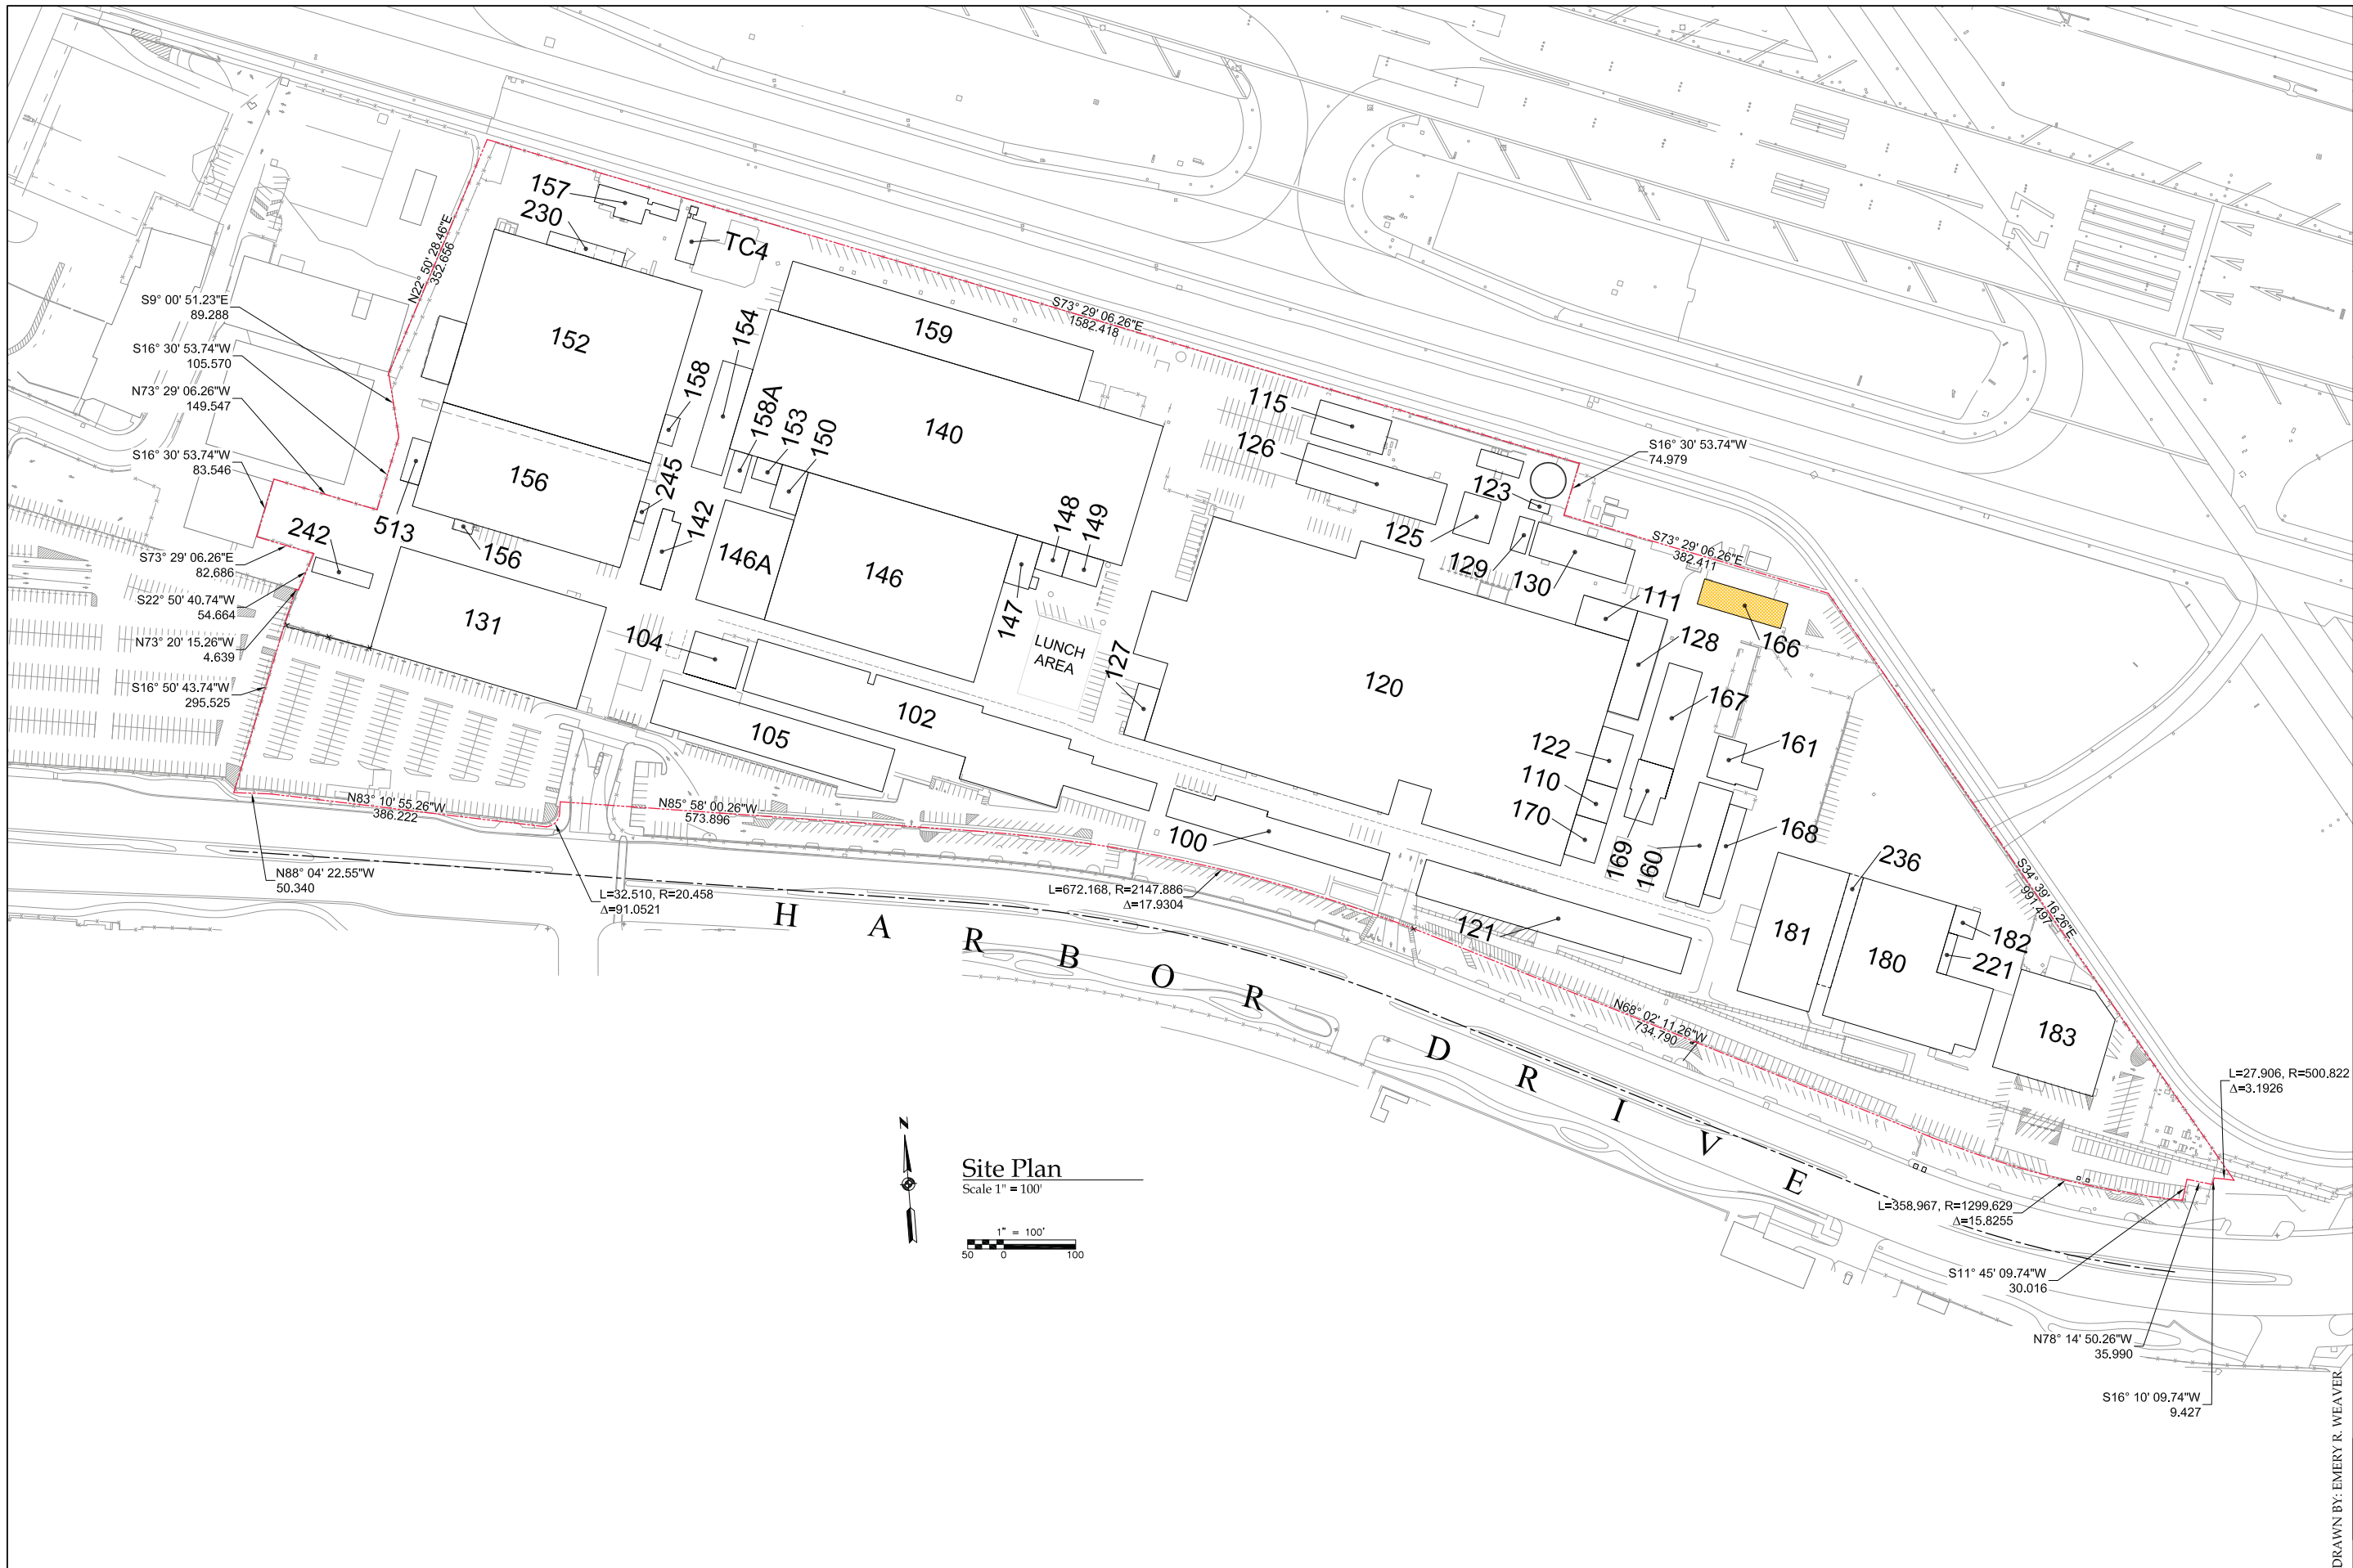 157
230
TC4
N22° 50' 28.46"E
352.656
S9° 00' 51.23"E
89.288
S16° 30' 53.74"W
105.570
N73° 29' 06.26"W
149.547
S16° 30' 53.74"W
83.546
S73° 29' 06.26"E
82.686
S22° 50' 40.74"W
54.664
N73° 20' 15.26"W
4.639
S16° 50' 43.74"W
295.525
S73° 29' 06.26"E
1582.418
152
154
159
158
158A
153
150
140
156
245
142
513
242
156
131
146A
146
148
149
147
LUNCH
AREA
127
104
105
102
115
126
123
125
129
130
111
S16° 30' 53.74"W
74.979
S73° 29' 06.26"E
382.411
166
128
167
120
161
122
110
170
169
160
168
100
121
236
181
180
182
221
183
S34° 39' 16.26"E
991.497
N83° 10' 55.26"W
386.222
N85° 58' 00.26"W
573.896
N88° 04' 22.55"W
50.340
L=32.510, R=20.458
Δ=91.0521
L=672.168, R=2147.886
Δ=17.9304
N68° 02' 11.26"W
734.790
HARBOR DRIVE
L=27.906, R=500.822
Δ=3.1926
L=358.967, R=1299.629
Δ=15.8255
S11° 45' 09.74"W
30.016
N78° 14' 50.26"W
35.990
S16° 10' 09.74"W
9.427
N
Site Plan
Scale 1" = 100'
1" = 100'
50 0 100
DRAWN BY: EMERY R. WEAVER